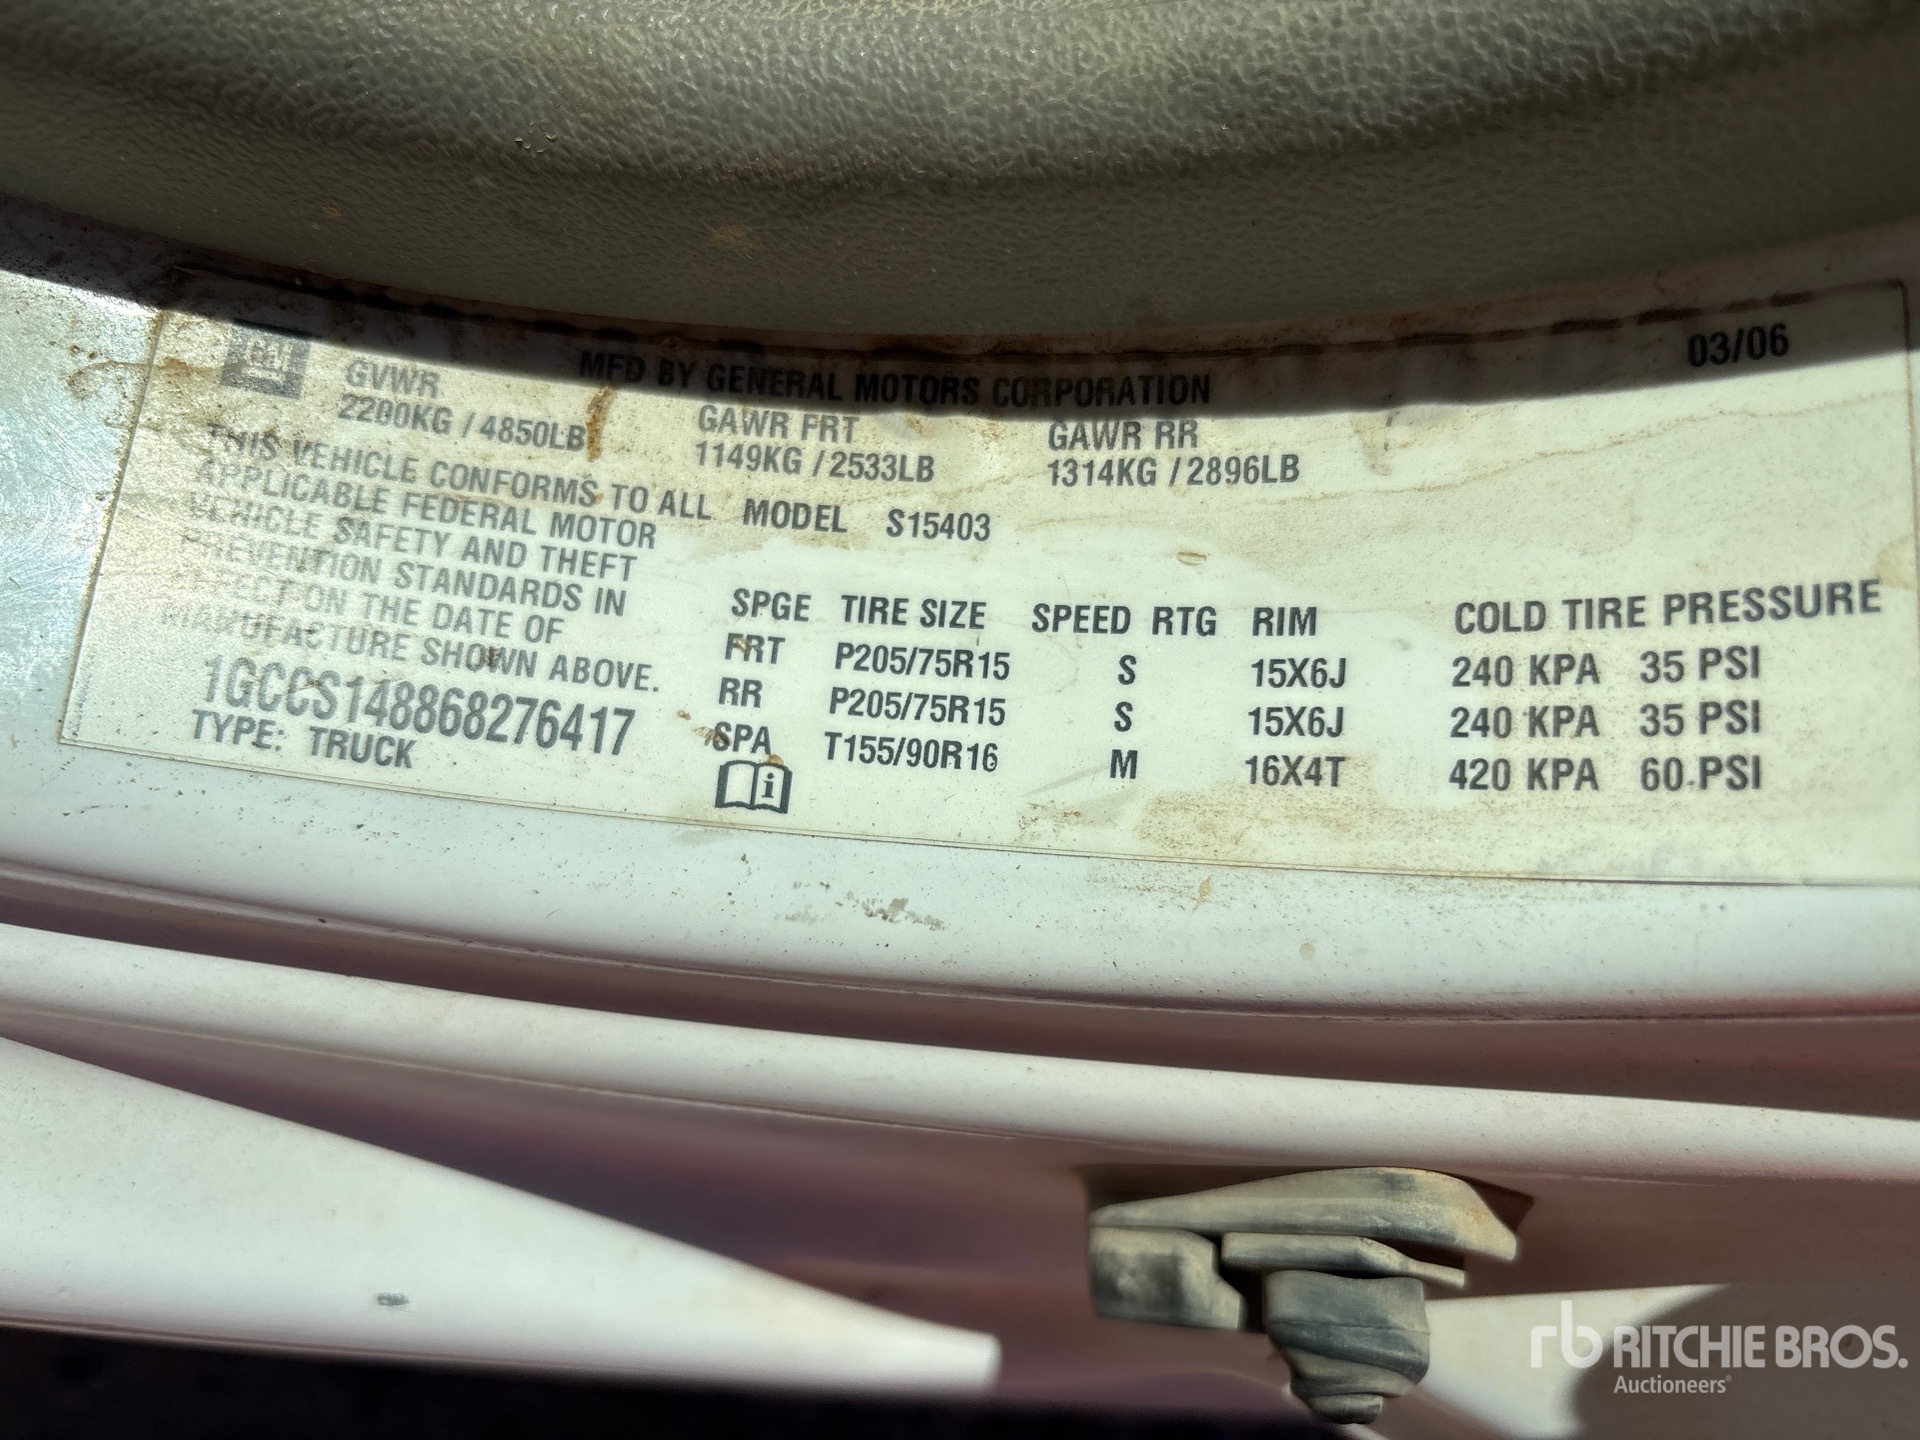 GM
MFD BY GENERAL MOTORS CORPORATION
03/06
GVWR
2200KG / 4850LB
GAWR FRT
1149KG / 2533LB
GAWR RR
1314KG / 2896LB
THIS VEHICLE CONFORMS TO ALL
APPLICABLE FEDERAL MOTOR
VEHICLE SAFETY AND THEFT
PREVENTION STANDARDS IN
EFFECT ON THE DATE OF
MANUFACTURE SHOWN ABOVE.
1GCCS148868276417
TYPE: TRUCK
MODEL S15403
SPGE TIRE SIZE SPEED RTG RIM COLD TIRE PRESSURE
FRT P205/75R15 S 15X6J 240 KPA 35 PSI
RR P205/75R15 S 15X6J 240 KPA 35 PSI
SPA T155/90R16 M 16X4T 420 KPA 60 PSI
i
rb RITCHIE BROS.
Auctioneers